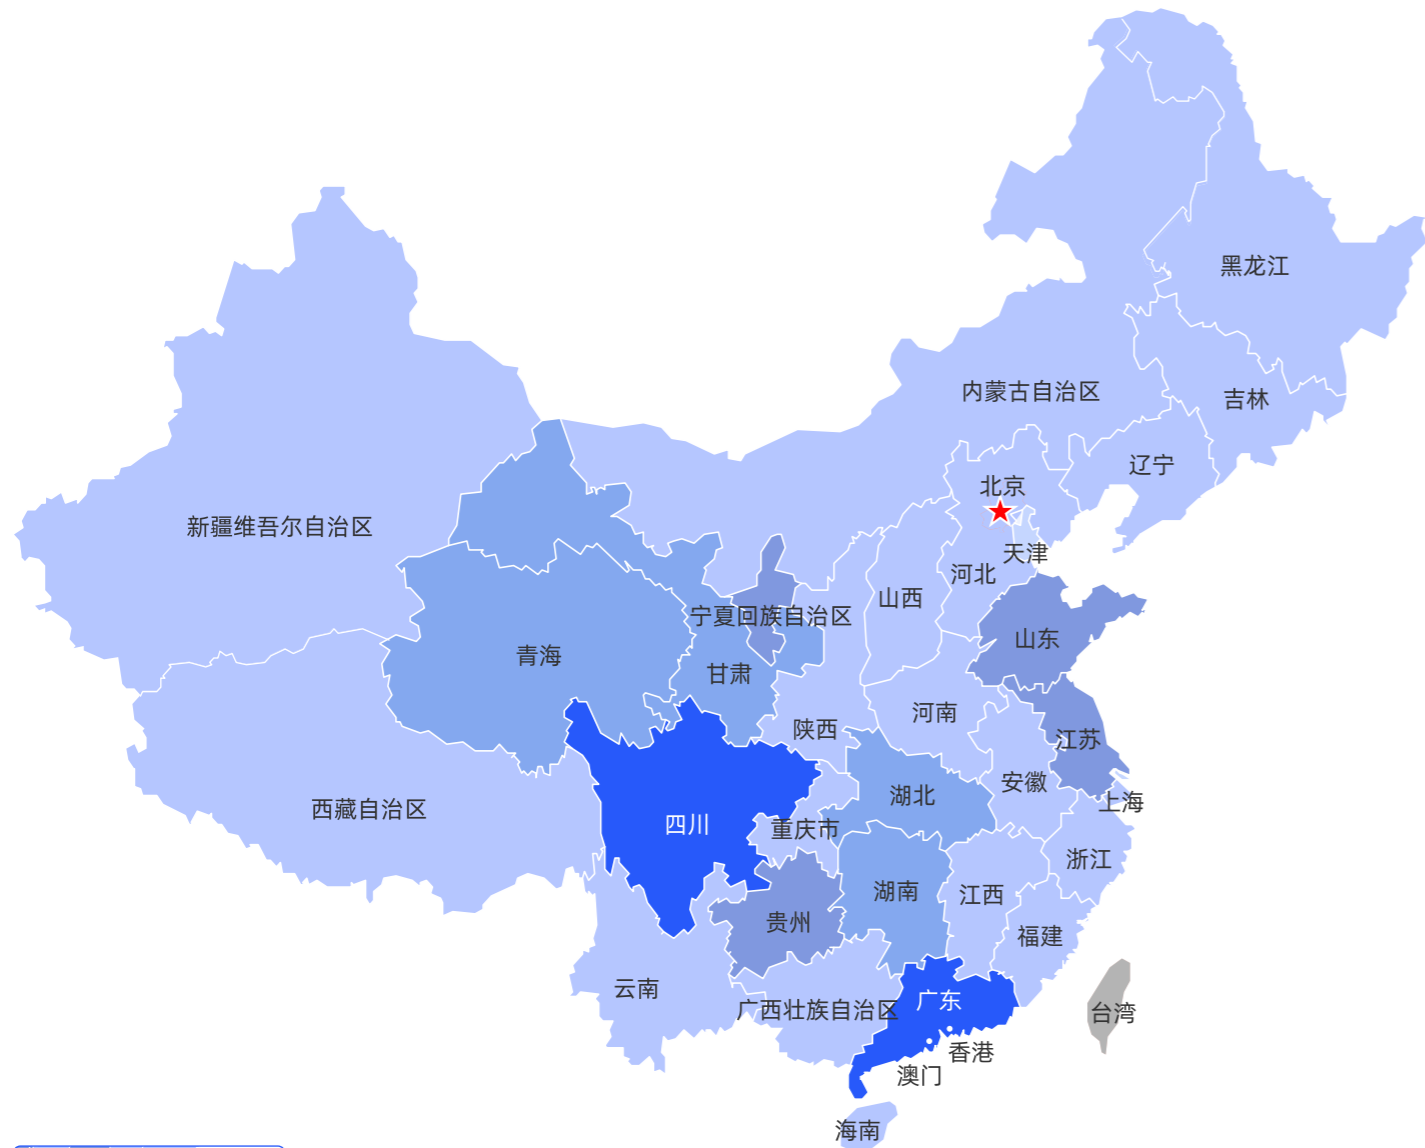 黑龙江
内蒙古自治区
吉林
辽宁
北京
新疆维吾尔自治区
天津
河北
山西
宁夏回族自治区
山东
青海
甘肃
河南
陕西
江苏
安徽
湖北
上海
西藏自治区
四川
重庆市
浙江
湖南
江西
贵州
福建
云南
广东
广西壮族自治区
台湾
香港
澳门
海南